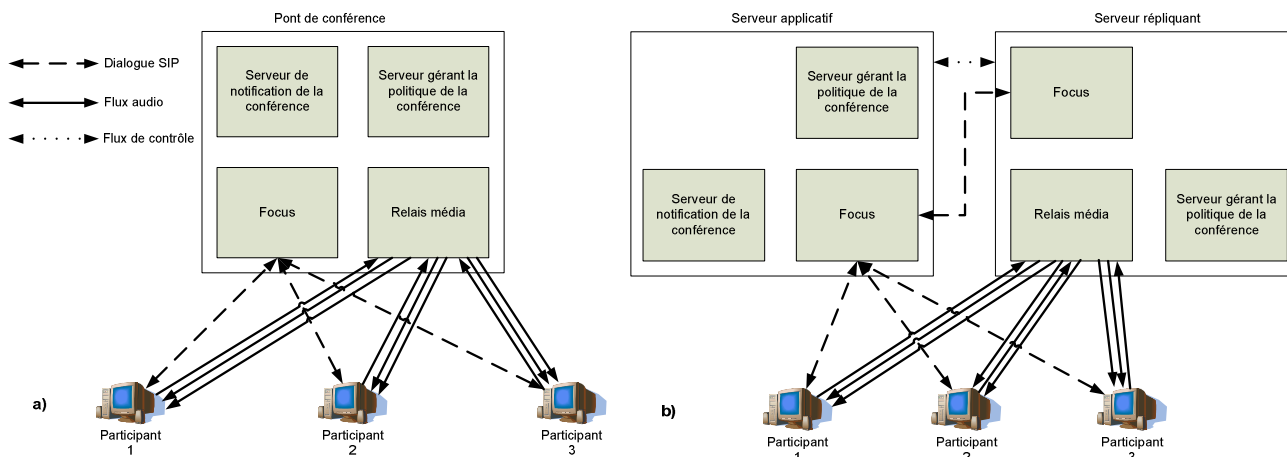 Pont de conférence
Dialogue SIP
Flux audio
Flux de contrôle
Serveur de
notification de la
conférence
Serveur gérant la
politique de la
conférence
Focus
Relais média
a)
Participant
1
Participant
2
Participant
3
Serveur applicatif
Serveur répliquant
Serveur gérant la
politique de la
conférence
Focus
Serveur de
notification de la
conférence
Focus
Relais média
Serveur gérant la
politique de la
conférence
b)
Participant
1
Participant
2
Participant
3